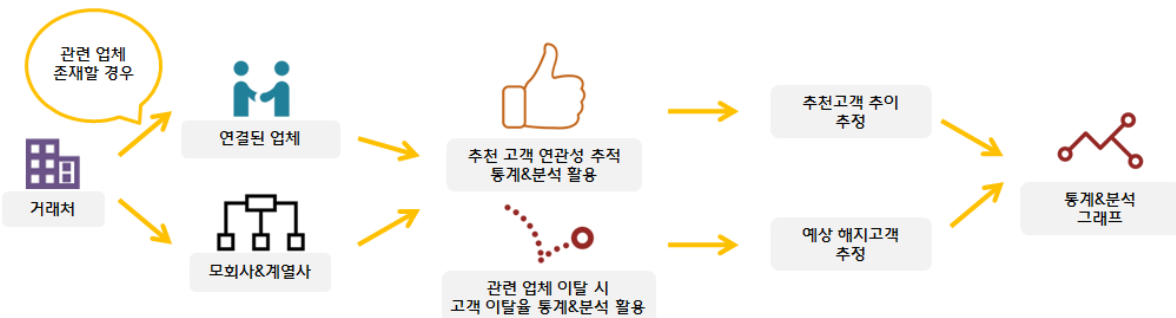 관련 업체
존재할 경우
거래처
연결된 업체
모회사&계열사
추천 고객 연관성 추적
통계&분석 활용
관련 업체 이탈 시
고객 이탈율 통계&분석 활용
추천고객 추이
추정
예상 해지고객
추정
통계&분석
그래프